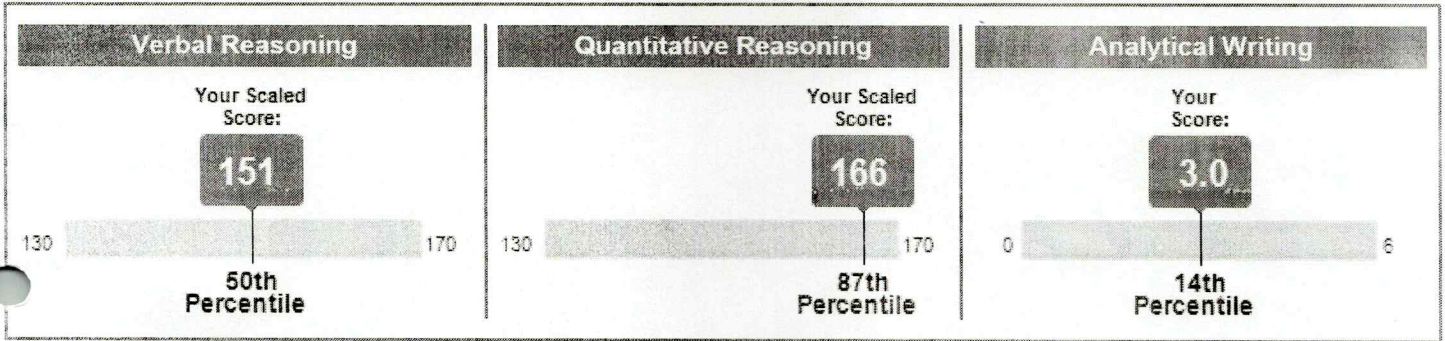 Verbal Reasoning
Your Scaled
Score:
151
130
170
50th
Percentile
Quantitative Reasoning
Your Scaled
Score:
166
130
170
87th
Percentile
Analytical Writing
Your
Score:
3.0
0
6
14th
Percentile